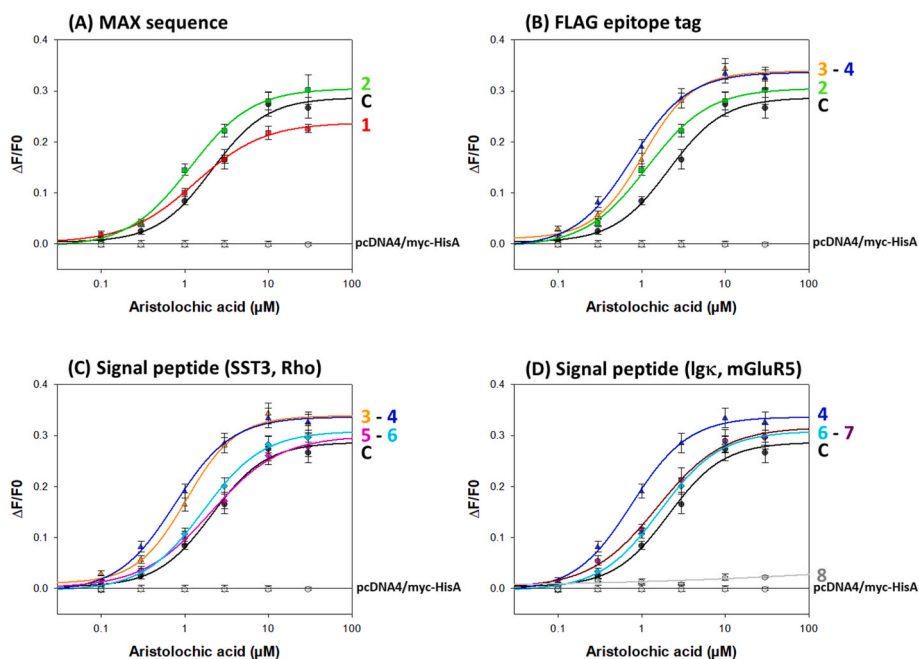 (A) MAX sequence
0.4
0.3
0.2
0.1
0.0
ΔF/F0
2
C
1
pcDNA4/myc-HisA
0.1 1 10 100
Aristolochic acid (µM)
(B) FLAG epitope tag
0.4
0.3
0.2
0.1
0.0
ΔF/F0
3 - 4
2
C
pcDNA4/myc-HisA
0.1 1 10 100
Aristolochic acid (µM)
(C) Signal peptide (SST3, Rho)
0.4
0.3
0.2
0.1
0.0
ΔF/F0
3 - 4
5 - 6
C
pcDNA4/myc-HisA
0.1 1 10 100
Aristolochic acid (µM)
(D) Signal peptide (Igκ, mGluR5)
0.4
0.3
0.2
0.1
0.0
ΔF/F0
4
6 - 7
C
8
pcDNA4/myc-HisA
0.1 1 10 100
Aristolochic acid (µM)